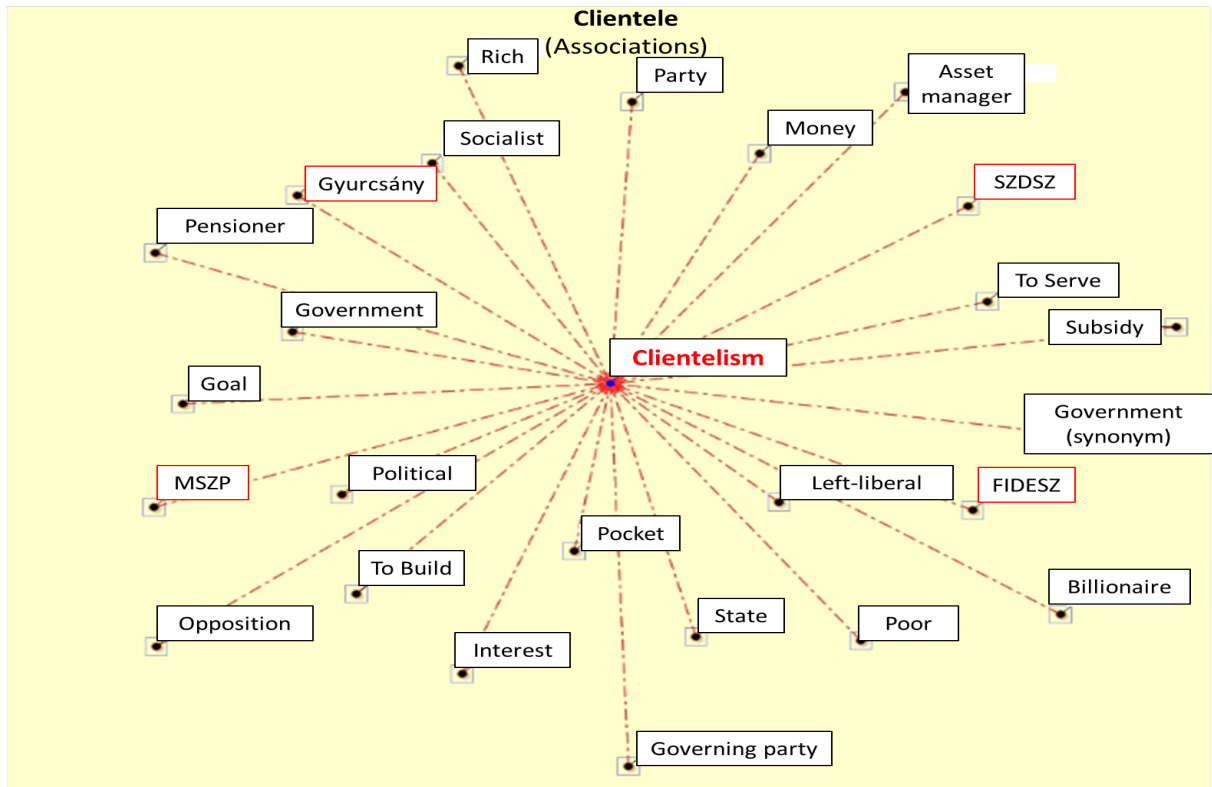 Clientele
(Associations)
Rich
Party
Asset
manager
Socialist
Money
Gyurcsány
SZDSZ
Pensioner
To Serve
Government
Subsidy
Clientelism
Goal
Government
(synonym)
MSZP
Political
Left-liberal
FIDESZ
Pocket
To Build
Billionaire
Opposition
State
Poor
Interest
Governing party